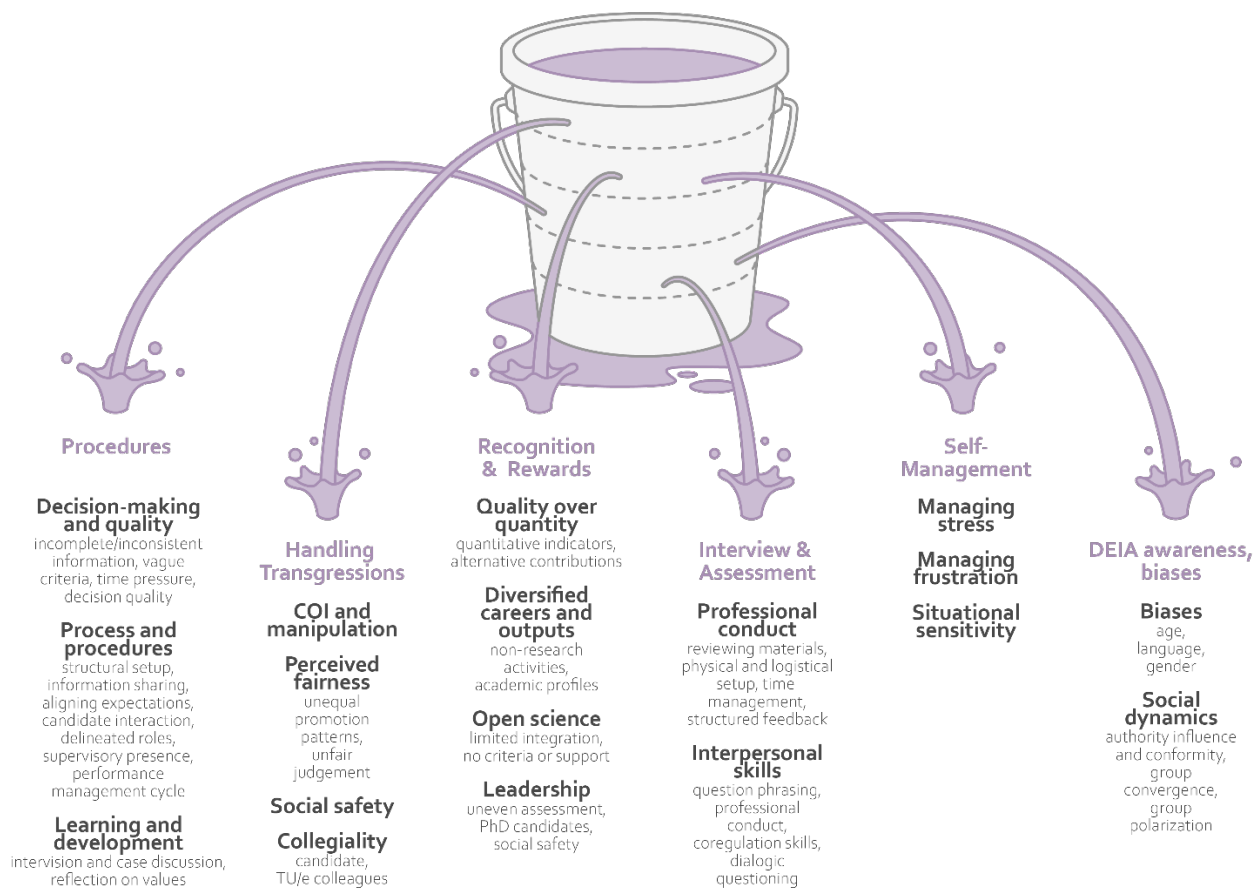 Procedures
Decision-making
and quality
incomplete/inconsistent
information, vague
criteria, time pressure,
decision quality
Process and
procedures
structural setup,
information sharing,
aligning expectations,
candidate interaction,
delineated roles,
supervisory presence,
performance
management cycle
Learning and
development
intervision and case discussion,
reflection on values
Handling
Transgressions
COI and
manipulation
Perceived
fairness
unequal
promotion
patterns,
unfair
judgement
Social safety
Collegiality
candidate,
TU/e colleagues
Recognition
& Rewards
Quality over
quantity
quantitative indicators,
alternative contributions
Diversified
careers and
outputs
non-research
activities,
academic profiles
Open science
limited integration,
no criteria or support
Leadership
uneven assessment,
PhD candidates,
social safety
Interview &
Assessment
Professional
conduct
reviewing materials,
physical and logistical
setup, time
management,
structured feedback
Interpersonal
skills
question phrasing,
professional
conduct,
coregulation skills,
dialogic
questioning
Self-
Management
Managing
stress
Managing
frustration
Situational
sensitivity
DEIA awareness,
biases
Biases
age,
language,
gender
Social
dynamics
authority influence
and conformity,
group
convergence,
group
polarization